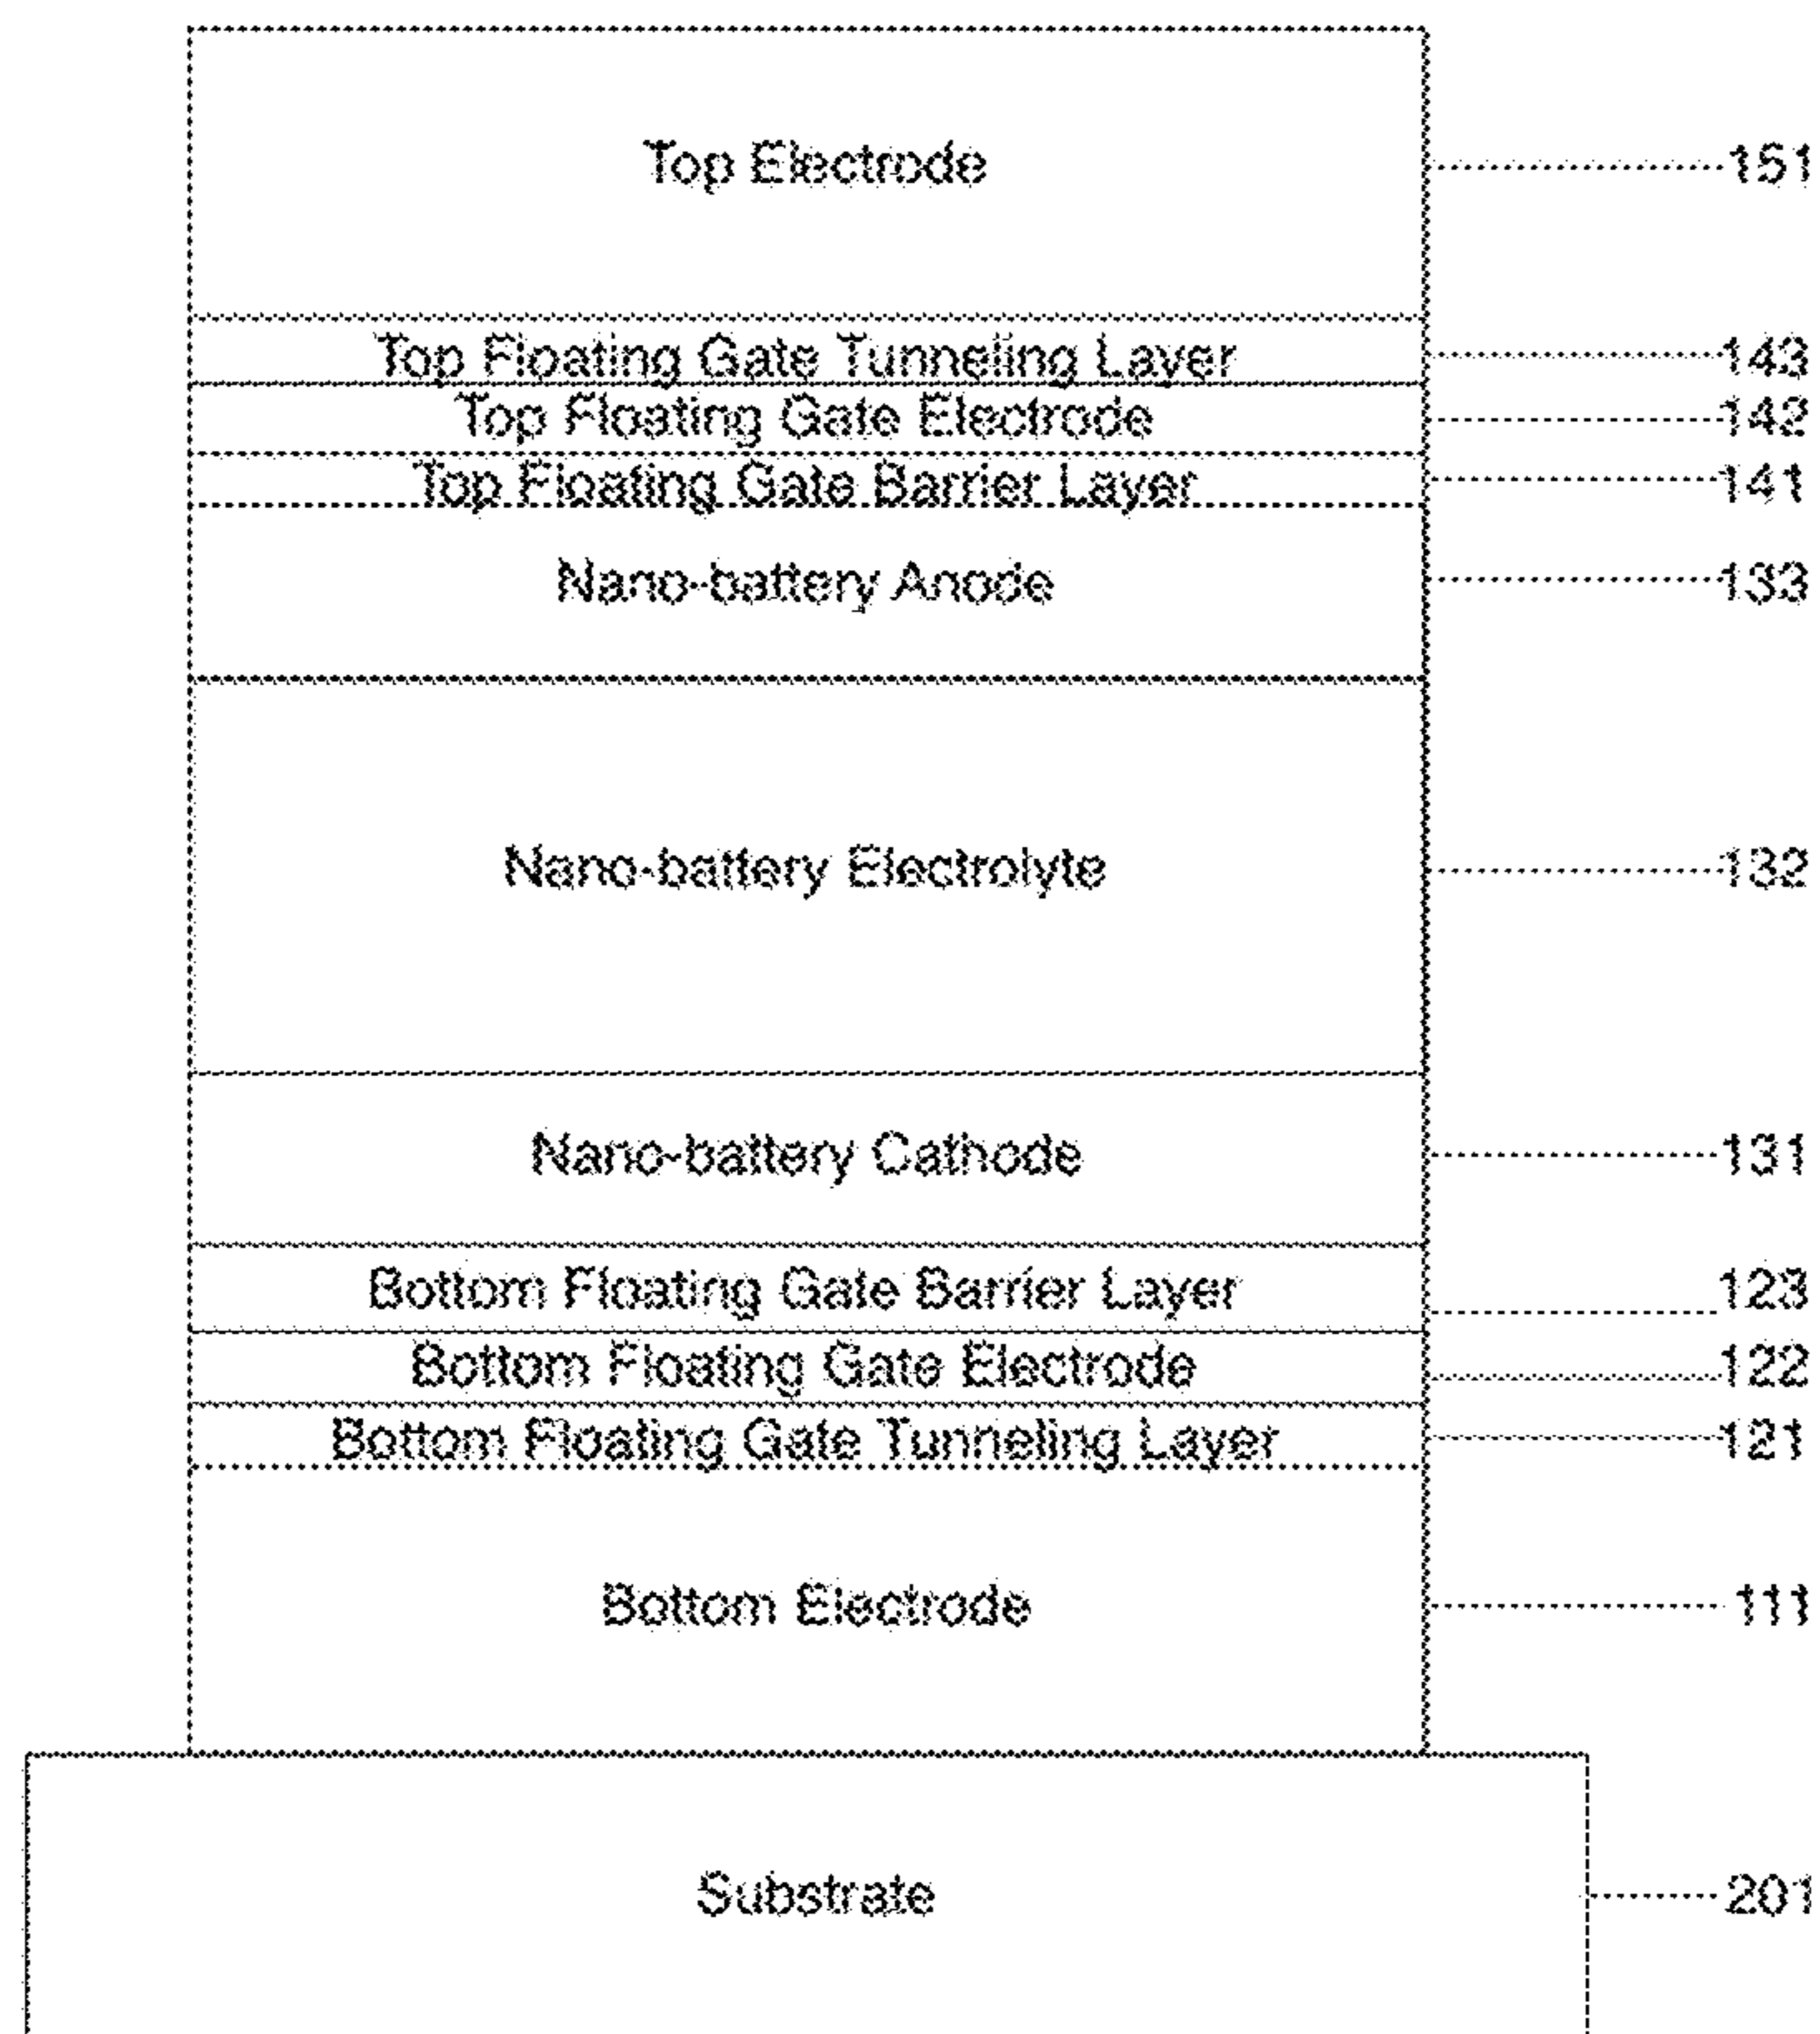 Top Electrode 151
Top Floating Gate Tunneling Layer 143
Top Floating Gate Electrode 142
Top Floating Gate Barrier Layer 141
Nano-battery Anode 133
Nano-battery Electrolyte 132
Nano-battery Cathode 131
Bottom Floating Gate Barrier Layer 123
Bottom Floating Gate Electrode 122
Bottom Floating Gate Tunneling Layer 121
Bottom Electrode 111
Substrate 201